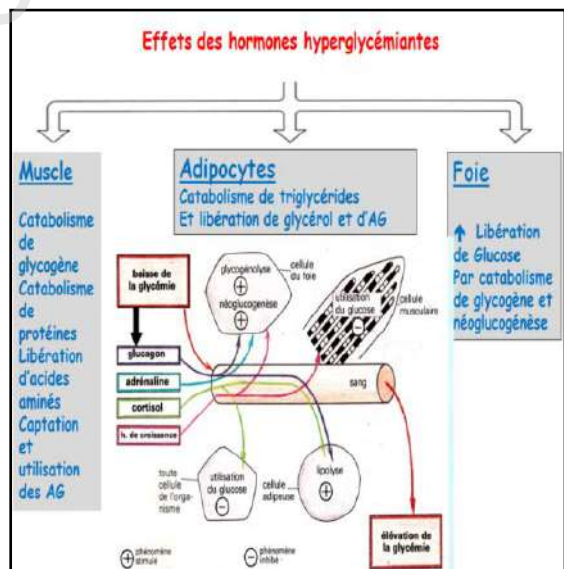 Effets des hormones hyperglycémiantes
Muscle
Catabolisme
de
glycogène
Catabolisme
de
protéines
Libération
d'acides
aminés
Captation
et
utilisation
des AG
Adipocytes
Catabolisme de triglycérides
Et libération de glycérol et d'AG
Foie
↑ Libération
de Glucose
Par catabolisme
de glycogène et
néoglucogénèse
baisse de
la glycémie
glucagon
adrénaline
cortisol
h. de croissance
glycogénolyse
+
néoglucogenèse
+
cellule
du foie
utilisation
du glucose
-
cellule
musculaire
sang
toute
cellule
de l'orga-
nisme
utilisation
du glucose
-
cellule
adipeuse
lipolyse
+
élévation de
la glycémie
+ phénomène
stimulé
- phénomène
inhibé